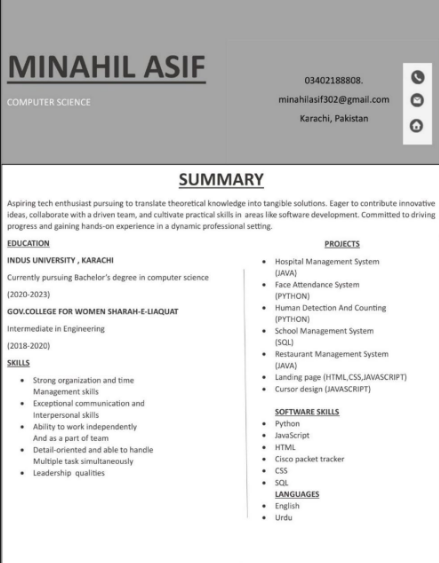 MINAHIL ASIF
COMPUTER SCIENCE
03402188808.
minahilasif302@gmail.com
Karachi, Pakistan
SUMMARY
Aspiring tech enthusiast pursuing to translate theoretical knowledge into tangible solutions. Eager to contribute innovative
ideas, collaborate with a driven team, and cultivate practical skills in areas like software development. Committed to driving
progress and gaining hands-on experience in a dynamic professional setting.
EDUCATION
INDUS UNIVERSITY , KARACHI
Currently pursuing Bachelor's degree in computer science
(2020-2023)
GOV.COLLEGE FOR WOMEN SHARAH-E-LIAQUAT
Intermediate in Engineering
(2018-2020)
SKILLS
Strong organization and time
Management skills
Exceptional communication and
Interpersonal skills
Ability to work independently
And as a part of team
Detail-oriented and able to handle
Multiple task simultaneously
Leadership qualities
PROJECTS
Hospital Management System
(JAVA)
Face Attendance System
(PYTHON)
Human Detection And Counting
(PYTHON)
School Management System
(SQL)
Restaurant Management System
(JAVA)
Landing page (HTML,CSS,JAVASCRIPT)
Cursor design (JAVASCRIPT)
SOFTWARE SKILLS
Python
JavaScript
HTML
Cisco packet tracker
CSS
SQL
LANGUAGES
English
Urdu